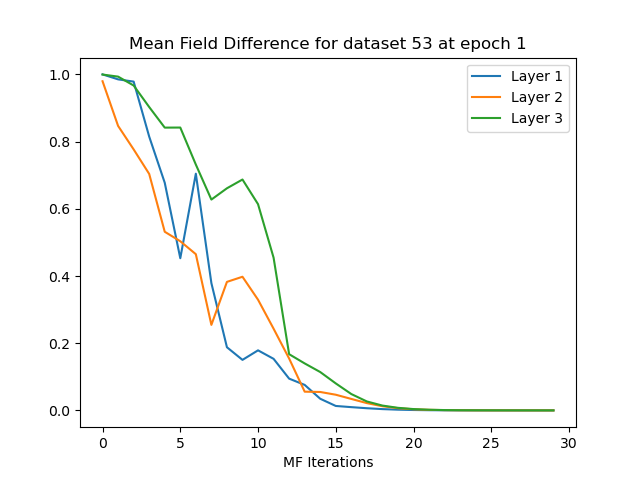 Mean Field Difference for dataset 53 at epoch 1
Layer 1
Layer 2
Layer 3
1.0
0.8
0.6
0.4
0.2
0.0
0 5 10 15 20 25 30
MF Iterations